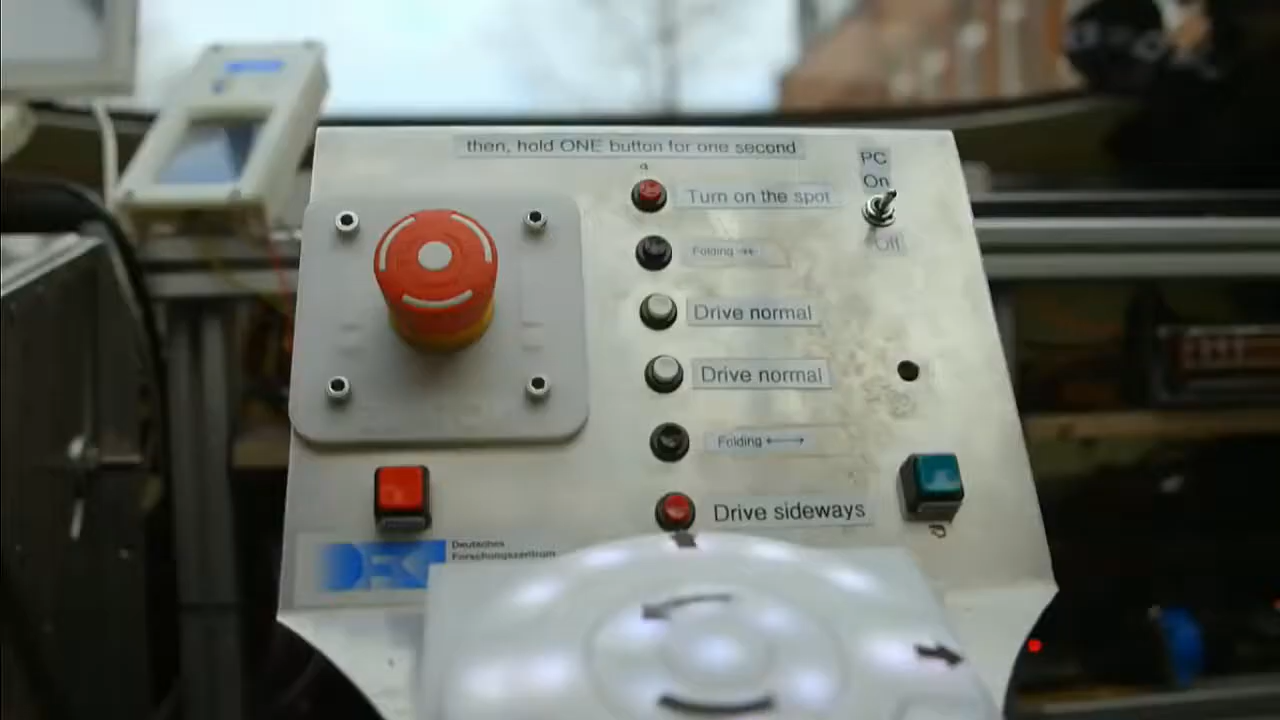 then, hold ONE button for one second
PC
On
Turn on the spot
Off
Folding →←
Drive normal
Drive normal
Folding ←→
Drive sideways
Deutsches
Forschungszentrum
DFK